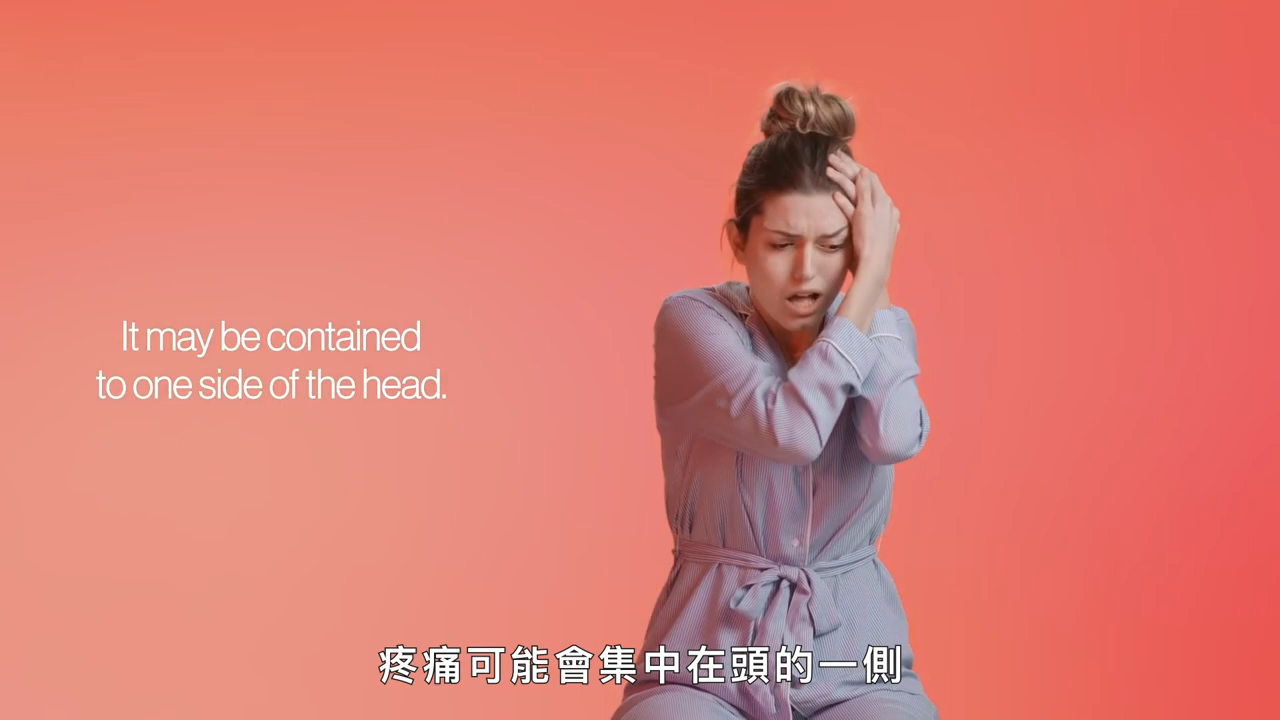 It may be contained
to one side of the head.
疼痛可能會集中在頭的一側